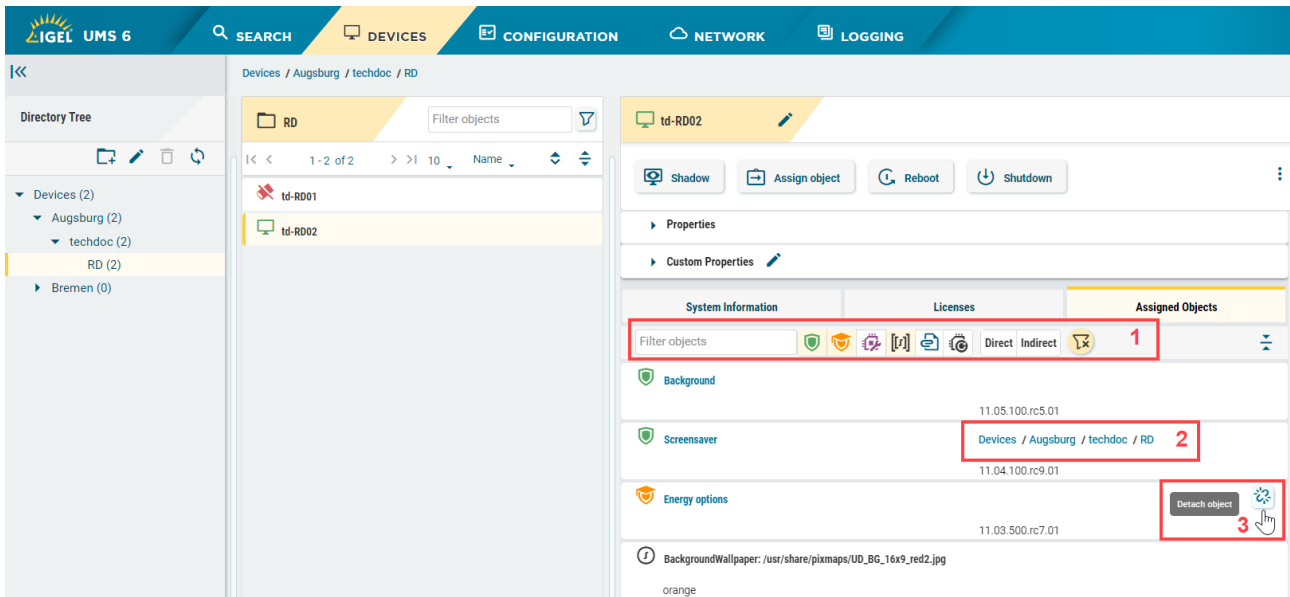 IGEL UMS 6
SEARCH
DEVICES
CONFIGURATION
NETWORK
LOGGING
Devices / Augsburg / techdoc / RD
Directory Tree
Devices (2)
Augsburg (2)
techdoc (2)
RD (2)
Bremen (0)
RD
Filter objects
1 - 2 of 2
10
Name
td-RD01
td-RD02
td-RD02
Shadow
Assign object
Reboot
Shutdown
Properties
Custom Properties
System Information
Licenses
Assigned Objects
Filter objects
Direct
Indirect
1
Background
11.05.100.rc5.01
Screensaver
Devices / Augsburg / techdoc / RD
2
11.04.100.rc9.01
Energy options
Detach object
3
11.03.500.rc7.01
BackgroundWallpaper: /usr/share/pixmaps/UD_BG_16x9_red2.jpg
orange